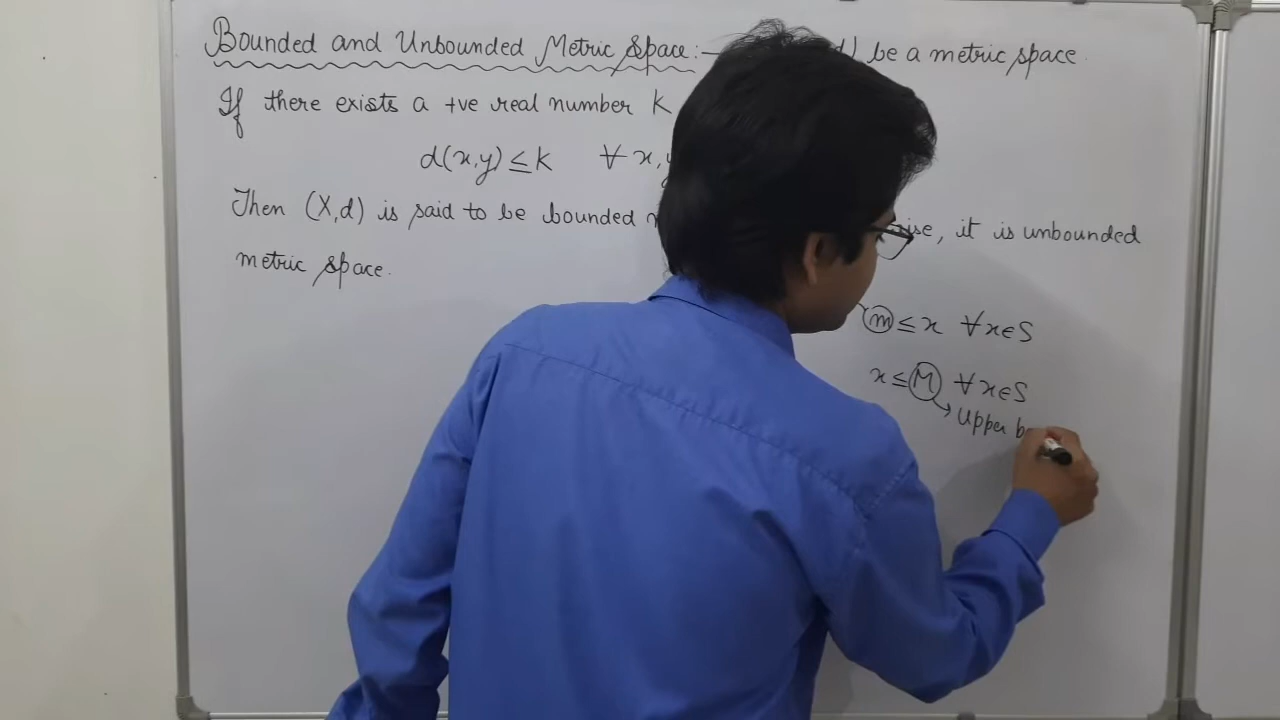 Bounded and Unbounded Metric Space:- d) be a metric space
If there exists a +ve real number k
d(x,y) ≤ k ∀ x,y
Then (X,d) is said to be bounded ise, it is unbounded
metric space.
m ≤ x ∀x∈S
x ≤ M ∀x∈S
Upper b